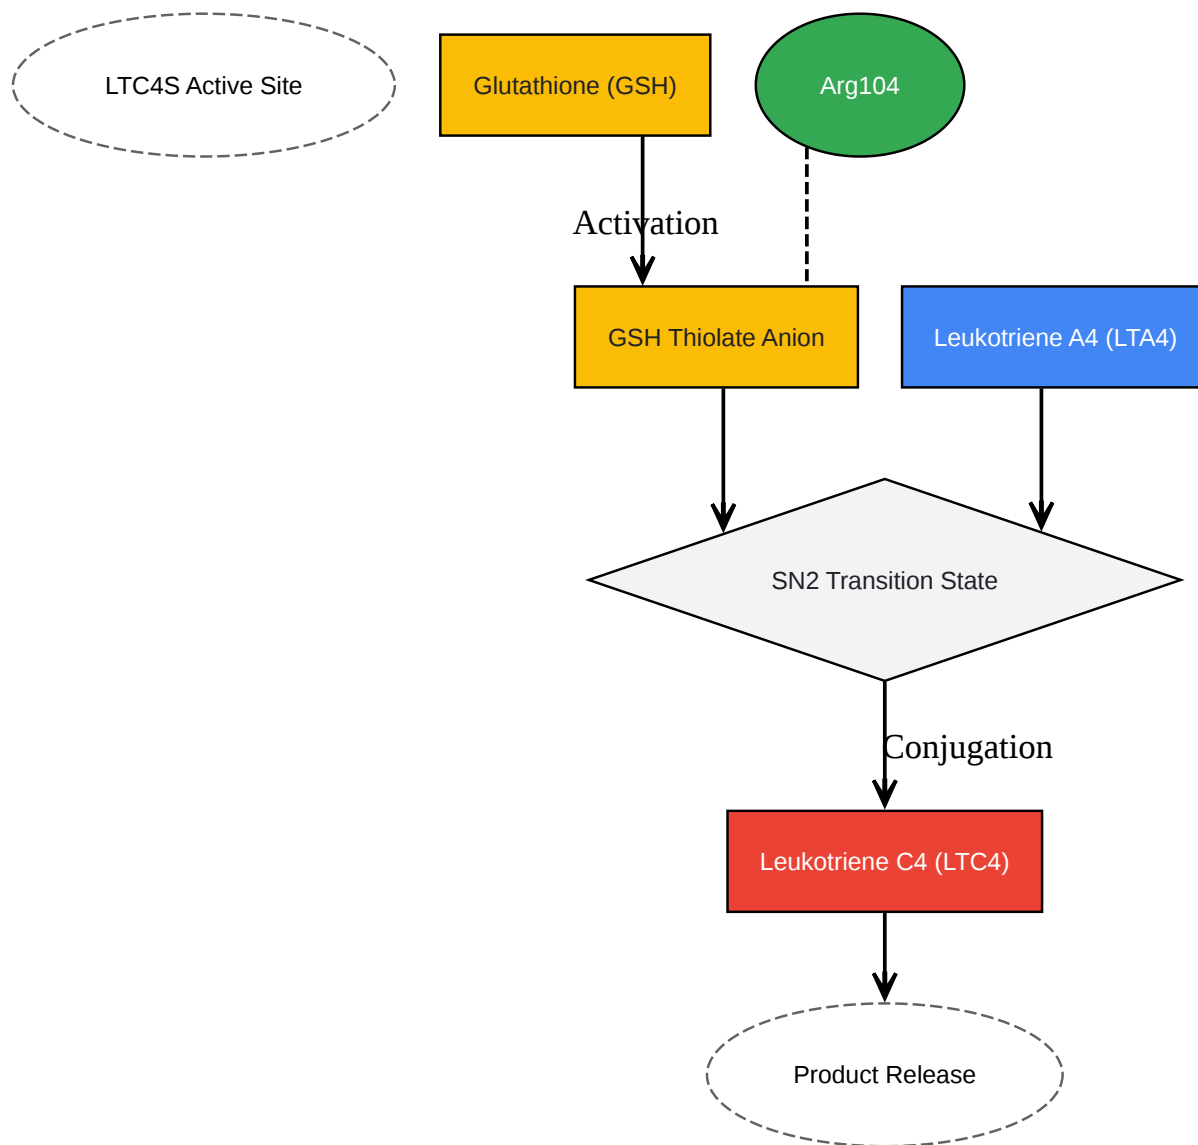 LTC4S Active Site
Glutathione (GSH)
Arg104
Activation
GSH Thiolate Anion
Leukotriene A4 (LTA4)
SN2 Transition State
Conjugation
Leukotriene C4 (LTC4)
Product Release